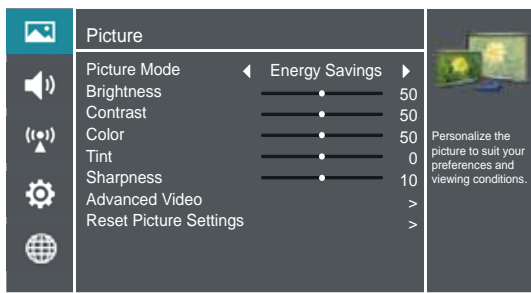 Picture
Picture Mode Energy Savings
Brightness 50
Contrast 50
Color 50
Tint 0
Sharpness 10
Advanced Video >
Reset Picture Settings >
Personalize the
picture to suit your
preferences and
viewing conditions.